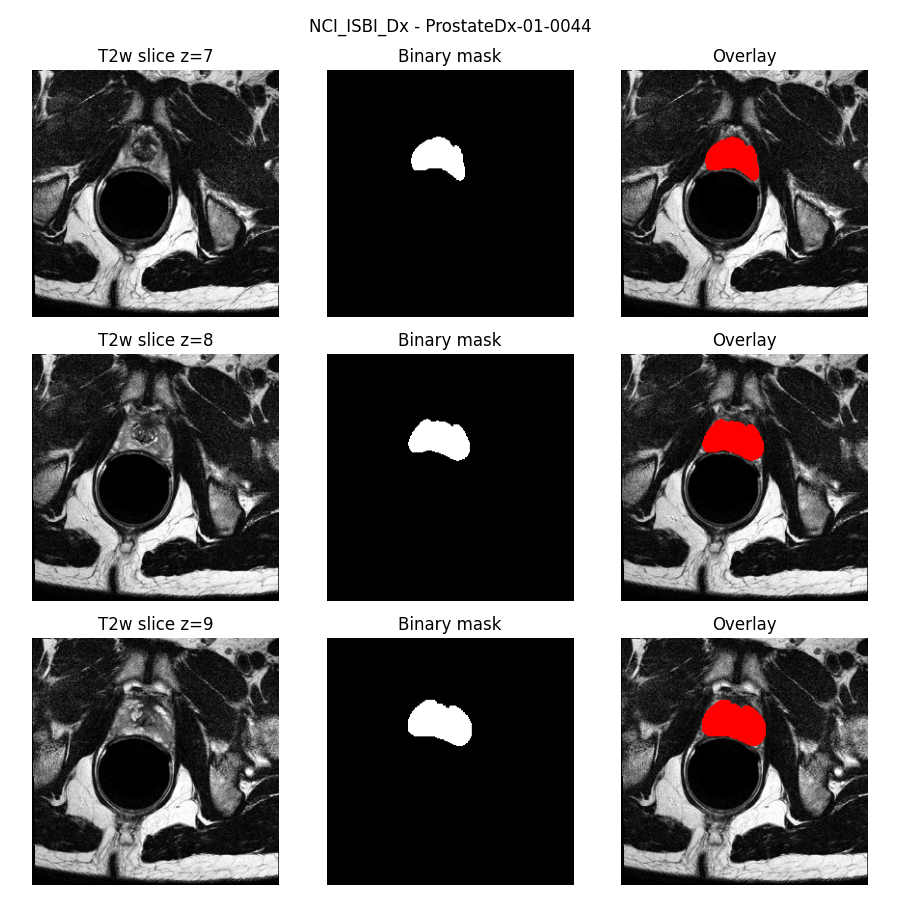 NCI_ISBI_Dx - ProstateDx-01-0044
T2w slice z=7
Binary mask
Overlay
T2w slice z=8
Binary mask
Overlay
T2w slice z=9
Binary mask
Overlay